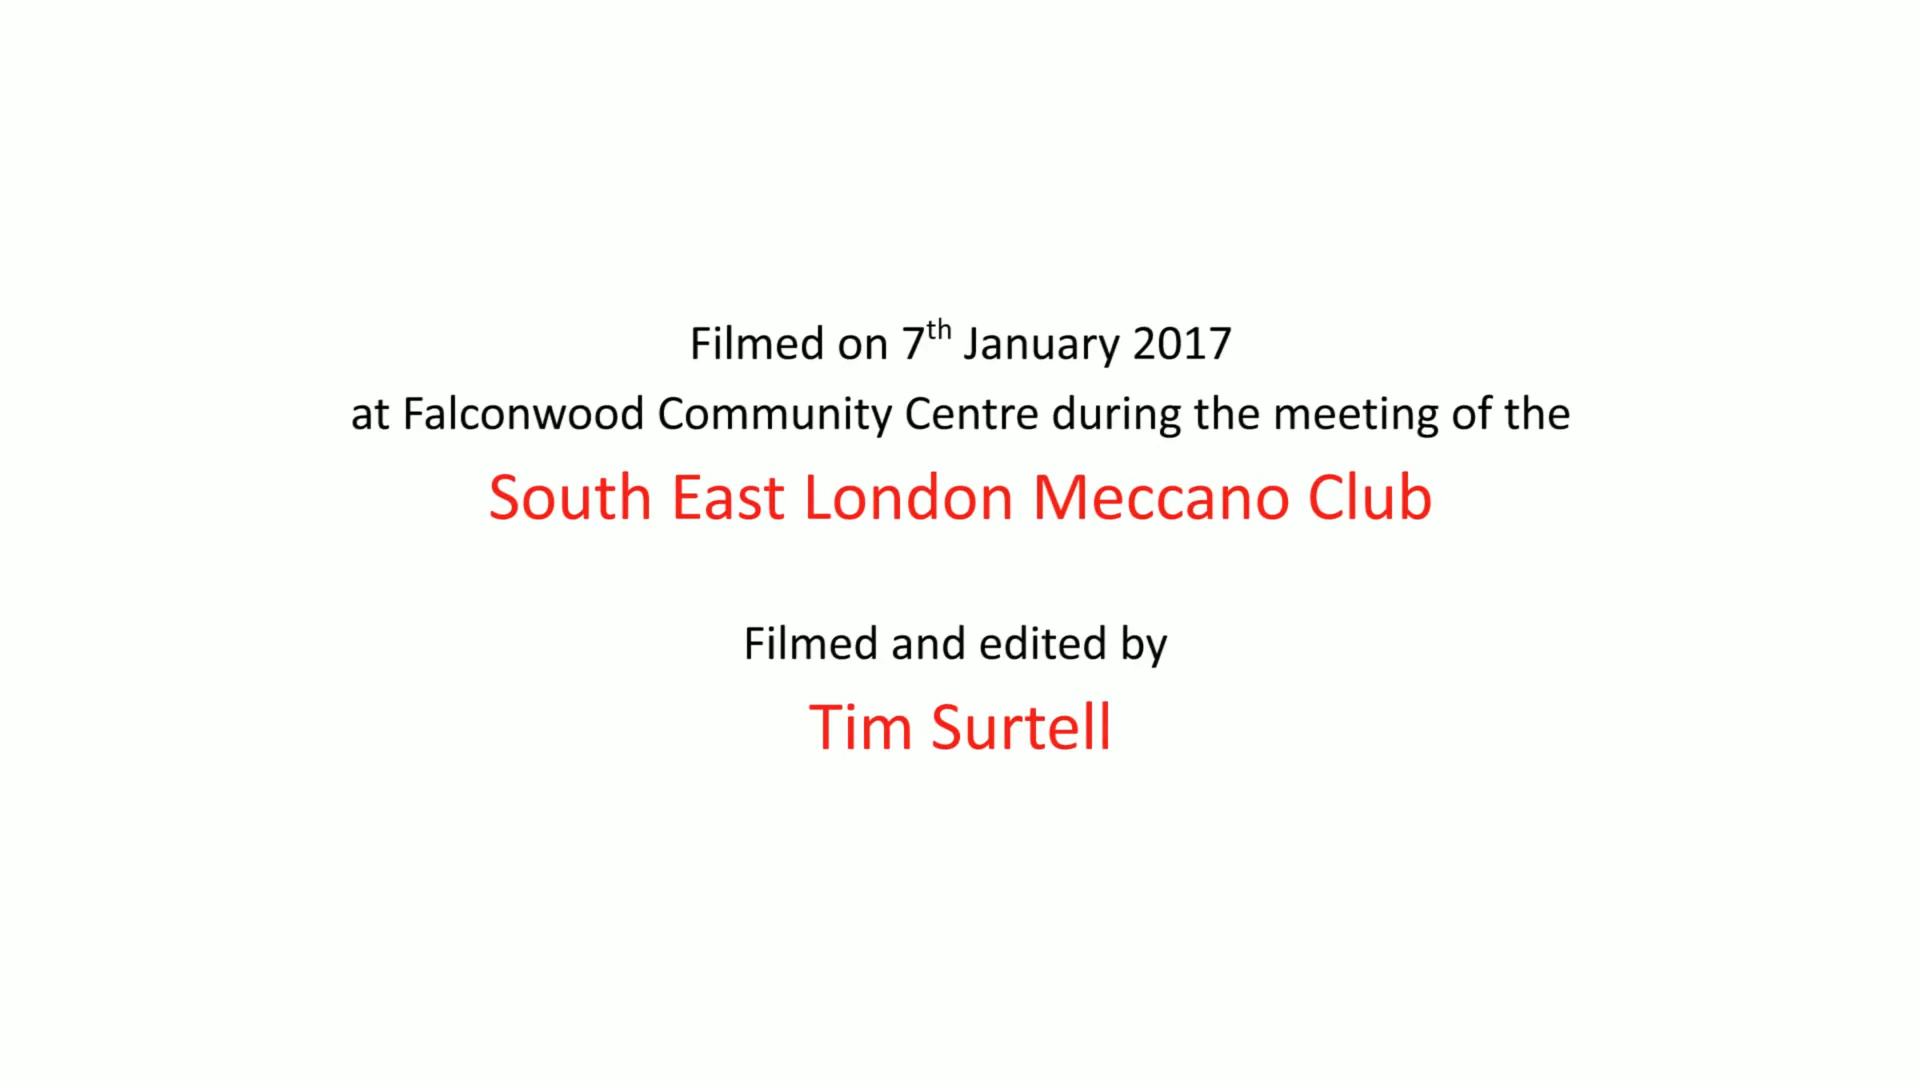 Filmed on 7th January 2017
at Falconwood Community Centre during the meeting of the
South East London Meccano Club
Filmed and edited by
Tim Surtell